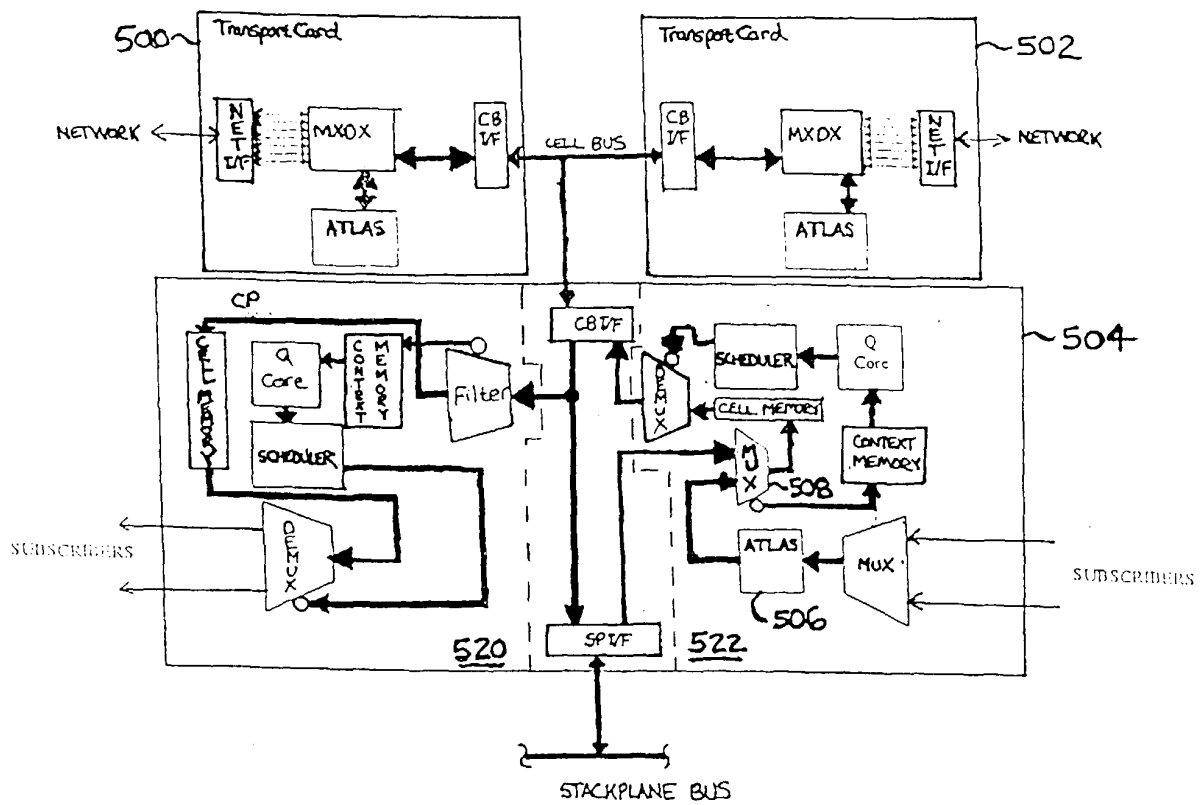 500
Transport Card
Transport Card
502
NETWORK
NET I/F
MXDX
CB I/F
CELL BUS
CB I/F
MXDX
NET I/F
NETWORK
ATLAS
ATLAS
CP
CB I/F
504
CELL MEMORY
Q Core
CONTEXT MEMORY
Filter
DEMUX
SCHEDULER
Q Core
CELL MEMORY
SCHEDULER
MUX
508
CONTEXT MEMORY
SUBSCRIBERS
DEMUX
ATLAS
MUX
SUBSCRIBERS
506
520
SP I/F
522
STACKPLANE BUS